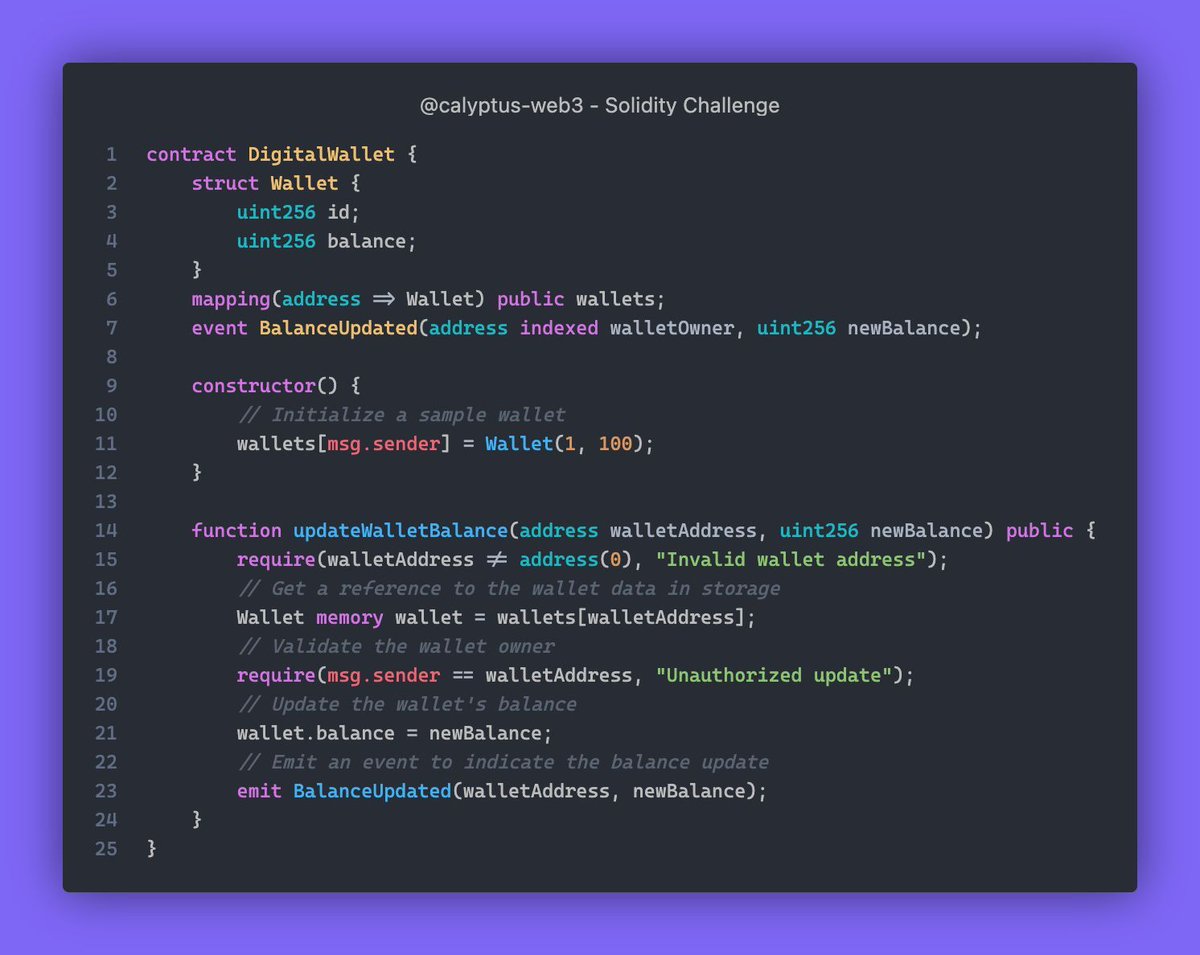 @calyptus-web3 - Solidity Challenge
1 contract DigitalWallet {
2     struct Wallet {
3         uint256 id;
4         uint256 balance;
5     }
6     mapping(address => Wallet) public wallets;
7     event BalanceUpdated(address indexed walletOwner, uint256 newBalance);
8
9     constructor() {
10         // Initialize a sample wallet
11         wallets[msg.sender] = Wallet(1, 100);
12     }
13
14     function updateWalletBalance(address walletAddress, uint256 newBalance) public {
15         require(walletAddress != address(0), "Invalid wallet address");
16         // Get a reference to the wallet data in storage
17         Wallet memory wallet = wallets[walletAddress];
18         // Validate the wallet owner
19         require(msg.sender == walletAddress, "Unauthorized update");
20         // Update the wallet's balance
21         wallet.balance = newBalance;
22         // Emit an event to indicate the balance update
23         emit BalanceUpdated(walletAddress, newBalance);
24     }
25 }